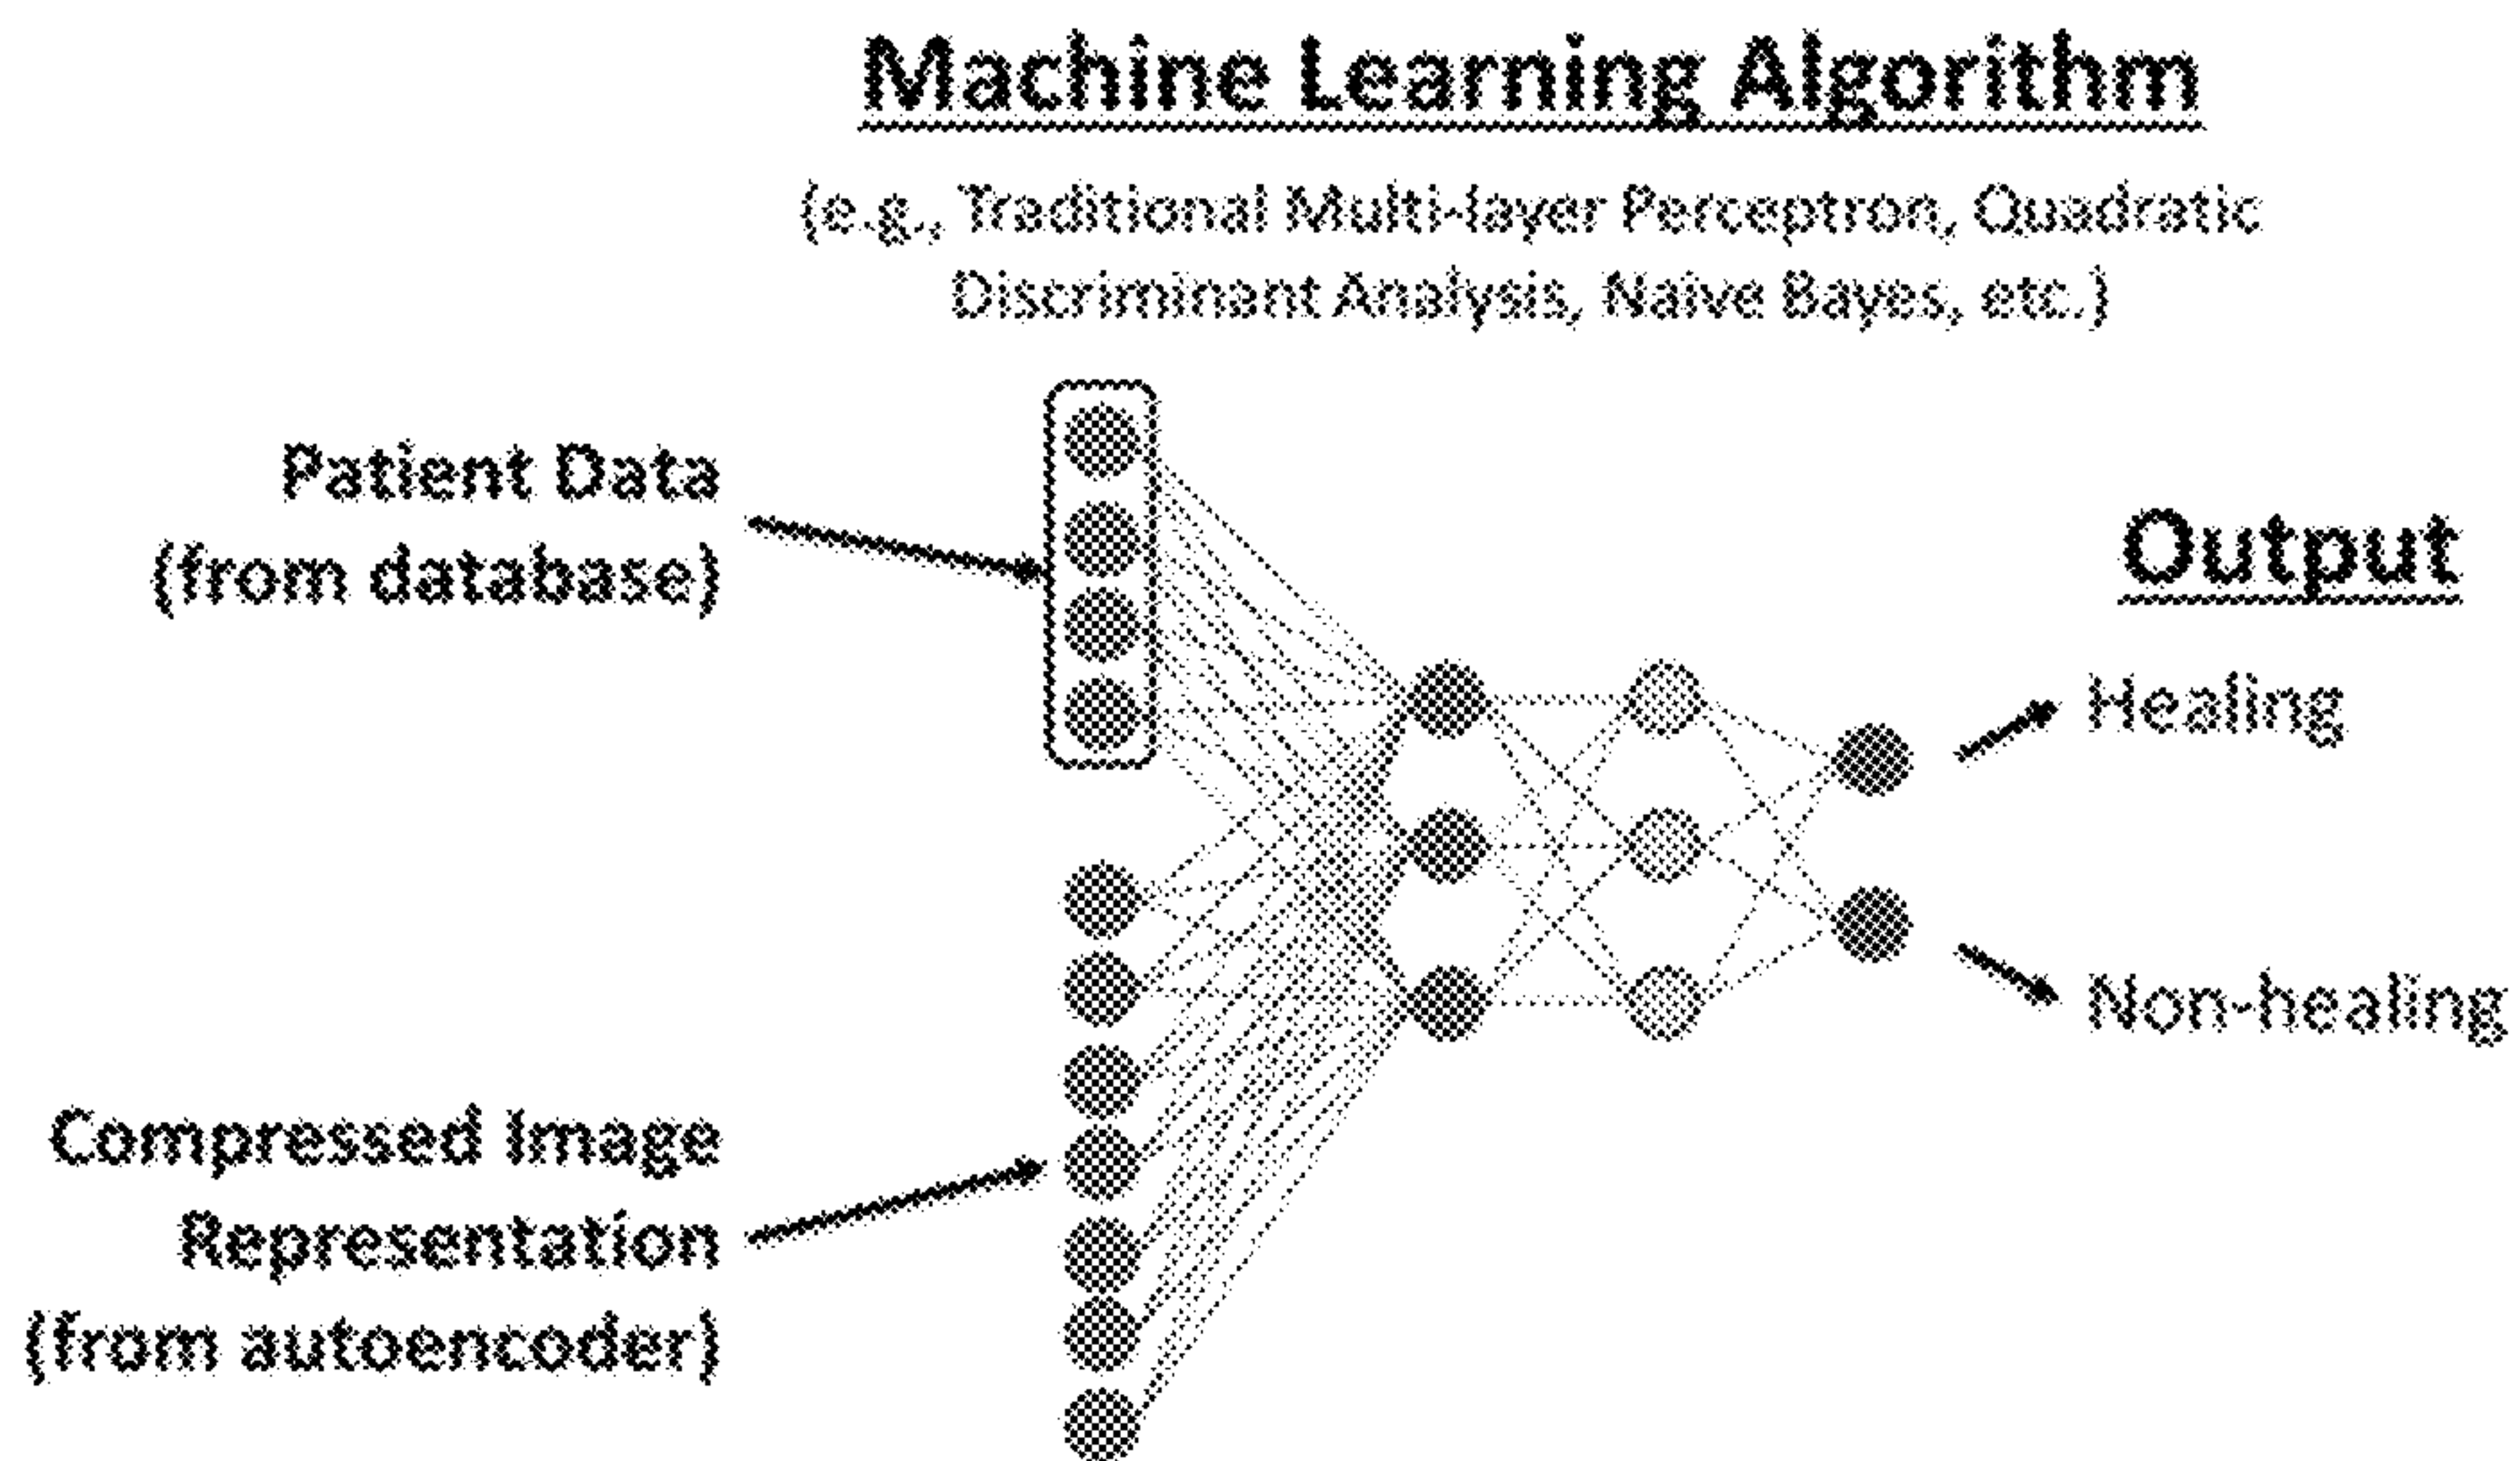 Machine Learning Algorithm
(e.g., Traditional Multi-layer Perceptron, Quadratic
Discriminant Analysis, Naive Bayes, etc.)
Patient Data
(from database)
Output
Healing
Non-healing
Compressed Image
Representation
(from autoencoder)